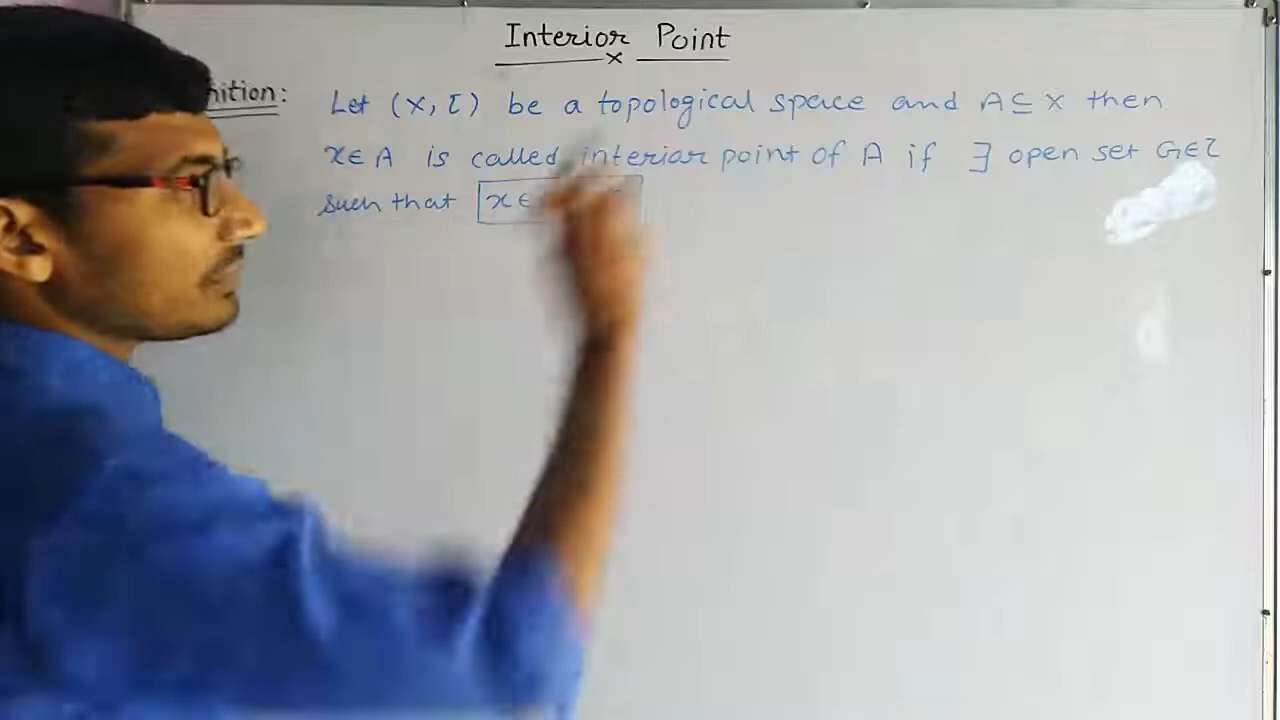 Interior Point
nition: Let (X, τ) be a topological space and A ⊆ X then
x ∈ A is called interior point of A if ∃ open set G ∈ τ
such that x ∈